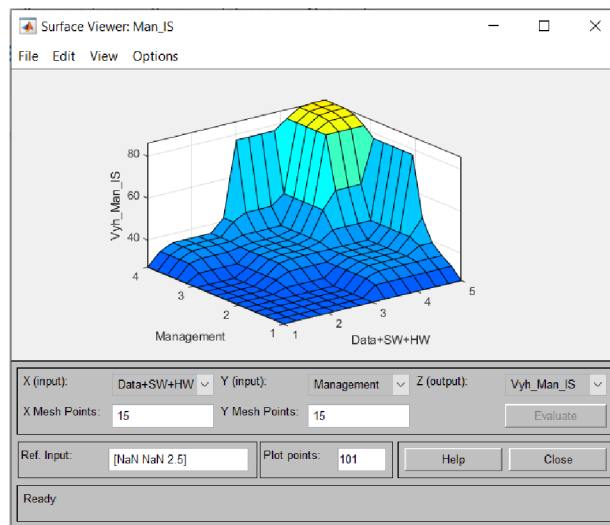 Surface Viewer: Man_IS
File Edit View Options
80
60
40
Vyh_Man_IS
4
3
2
1
1
2
3
4
5
Management
Data+SW+HW
X (input): Data+SW+HW Y (input): Management Z (output): Vyh_Man_IS
X Mesh Points: 15 Y Mesh Points: 15 Evaluate
Ref. Input: [NaN NaN 2.5] Plot points: 101 Help Close
Ready